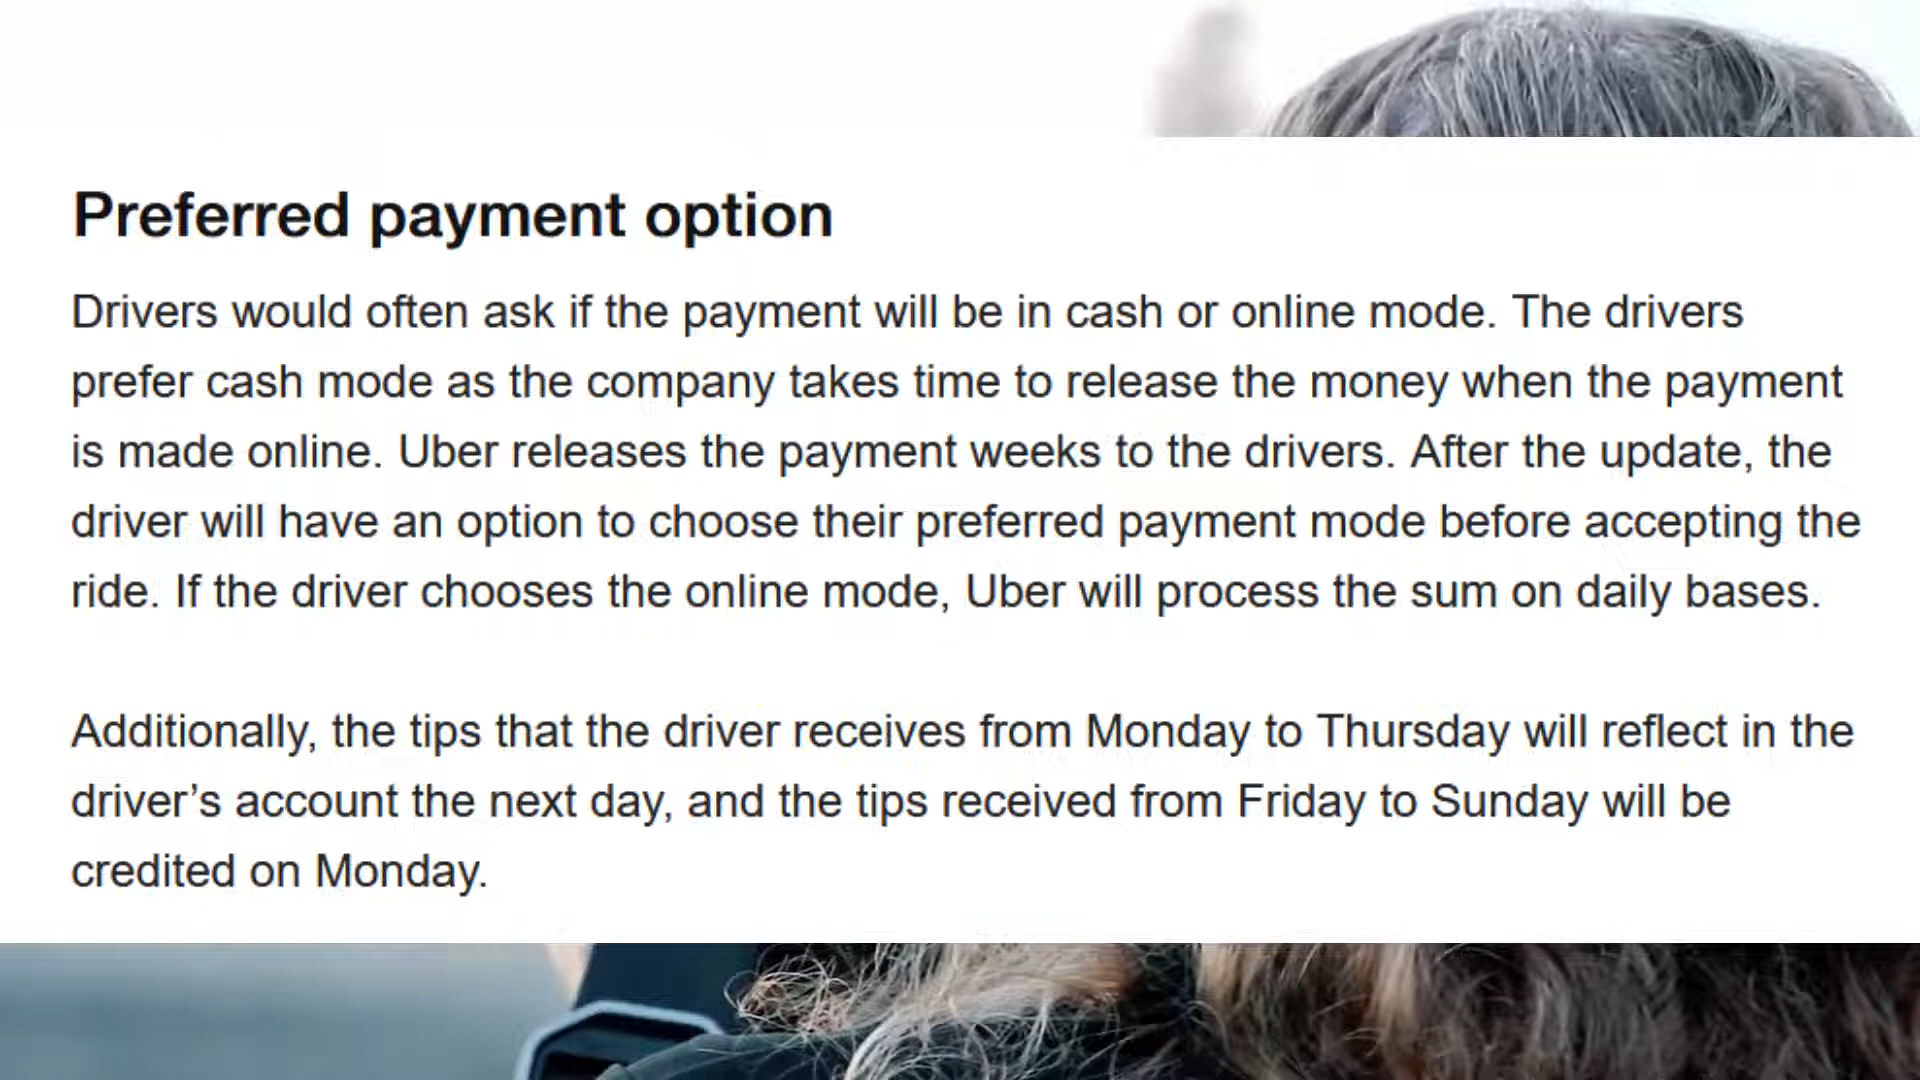 Preferred payment option
Drivers would often ask if the payment will be in cash or online mode. The drivers
prefer cash mode as the company takes time to release the money when the payment
is made online. Uber releases the payment weeks to the drivers. After the update, the
driver will have an option to choose their preferred payment mode before accepting the
ride. If the driver chooses the online mode, Uber will process the sum on daily bases.
Additionally, the tips that the driver receives from Monday to Thursday will reflect in the
driver’s account the next day, and the tips received from Friday to Sunday will be
credited on Monday.